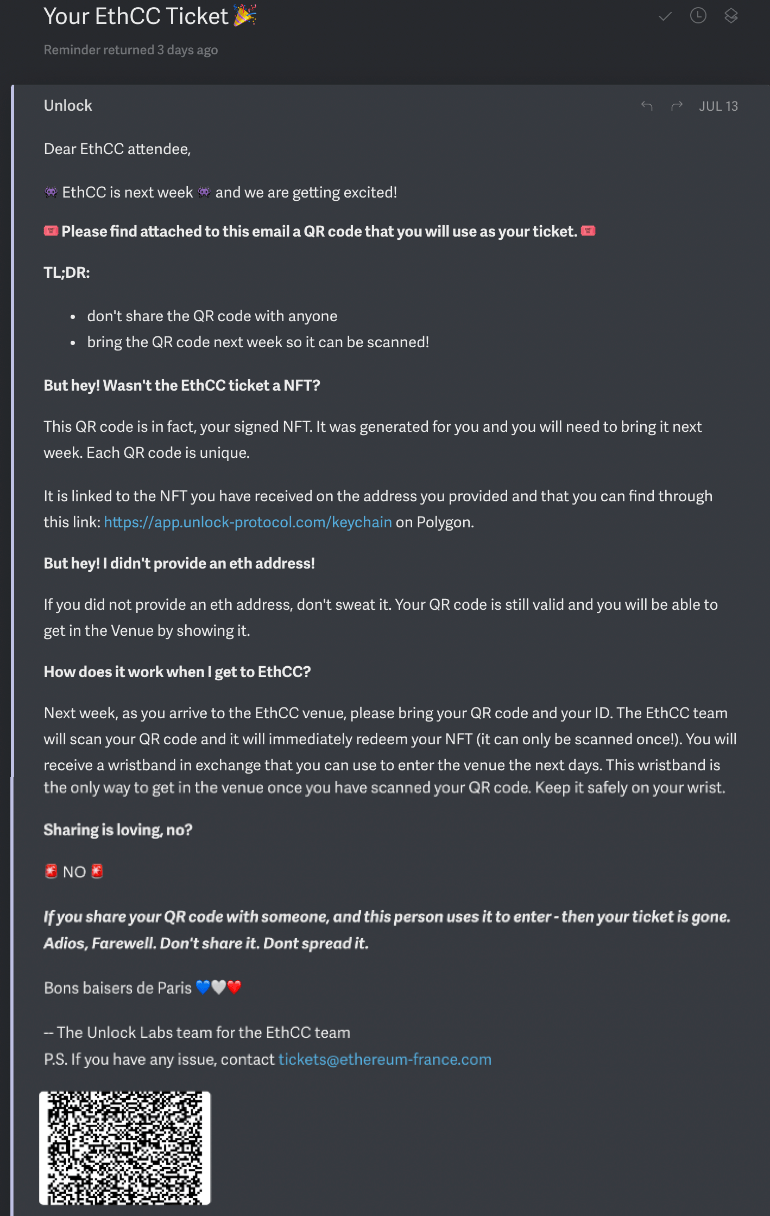 Your EthCC Ticket 🎉
Reminder returned 3 days ago
Unlock
JUL 13
Dear EthCC attendee,
👾 EthCC is next week 👾 and we are getting excited!
🎟️ Please find attached to this email a QR code that you will use as your ticket. 🎟️
TL;DR:
• don't share the QR code with anyone
• bring the QR code next week so it can be scanned!
But hey! Wasn't the EthCC ticket a NFT?
This QR code is in fact, your signed NFT. It was generated for you and you will need to bring it next
week. Each QR code is unique.
It is linked to the NFT you have received on the address you provided and that you can find through
this link: https://app.unlock-protocol.com/keychain on Polygon.
But hey! I didn't provide an eth address!
If you did not provide an eth address, don't sweat it. Your QR code is still valid and you will be able to
get in the Venue by showing it.
How does it work when I get to EthCC?
Next week, as you arrive to the EthCC venue, please bring your QR code and your ID. The EthCC team
will scan your QR code and it will immediately redeem your NFT (it can only be scanned once!). You will
receive a wristband in exchange that you can use to enter the venue the next days. This wristband is
the only way to get in the venue once you have scanned your QR code. Keep it safely on your wrist.
Sharing is loving, no?
🚨 NO 🚨
If you share your QR code with someone, and this person uses it to enter - then your ticket is gone.
Adios, Farewell. Don't share it. Dont spread it.
Bons baisers de Paris 💙🤍❤️
-- The Unlock Labs team for the EthCC team
P.S. If you have any issue, contact tickets@ethereum-france.com